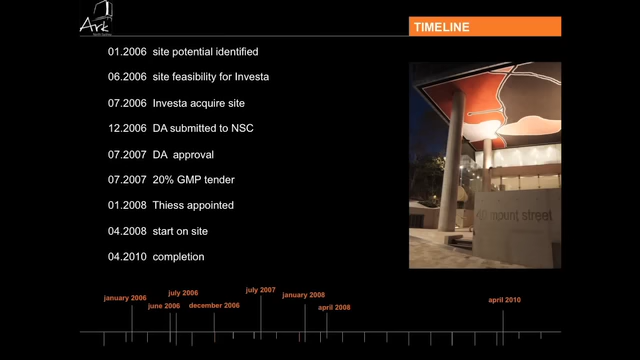 Ark
TIMELINE
01.2006 site potential identified
06.2006 site feasibility for Investa
07.2006 Investa acquire site
12.2006 DA submitted to NSC
07.2007 DA approval
07.2007 20% GMP tender
01.2008 Thiess appointed
04.2008 start on site
04.2010 completion
mount street
january 2006
june 2006
july 2006
december 2006
july 2007
january 2008
april 2008
april 2010